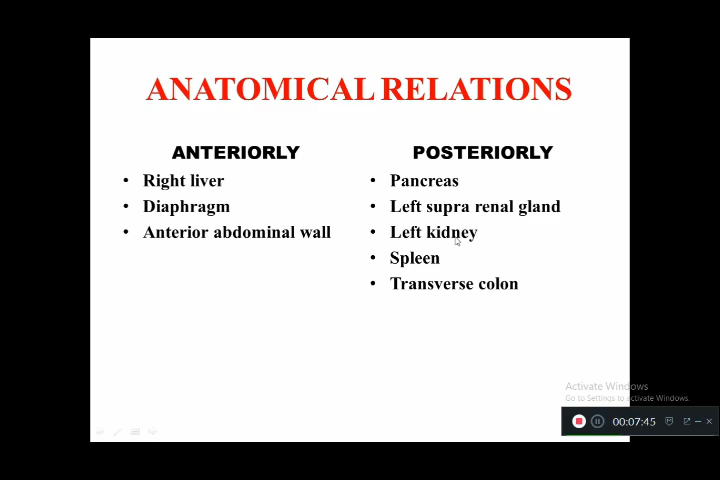 ANATOMICAL RELATIONS
ANTERIORLY
• Right liver
• Diaphragm
• Anterior abdominal wall
POSTERIORLY
• Pancreas
• Left supra renal gland
• Left kidney
• Spleen
• Transverse colon
Activate Windows
Go to Settings to activate Windows.
00:07:45